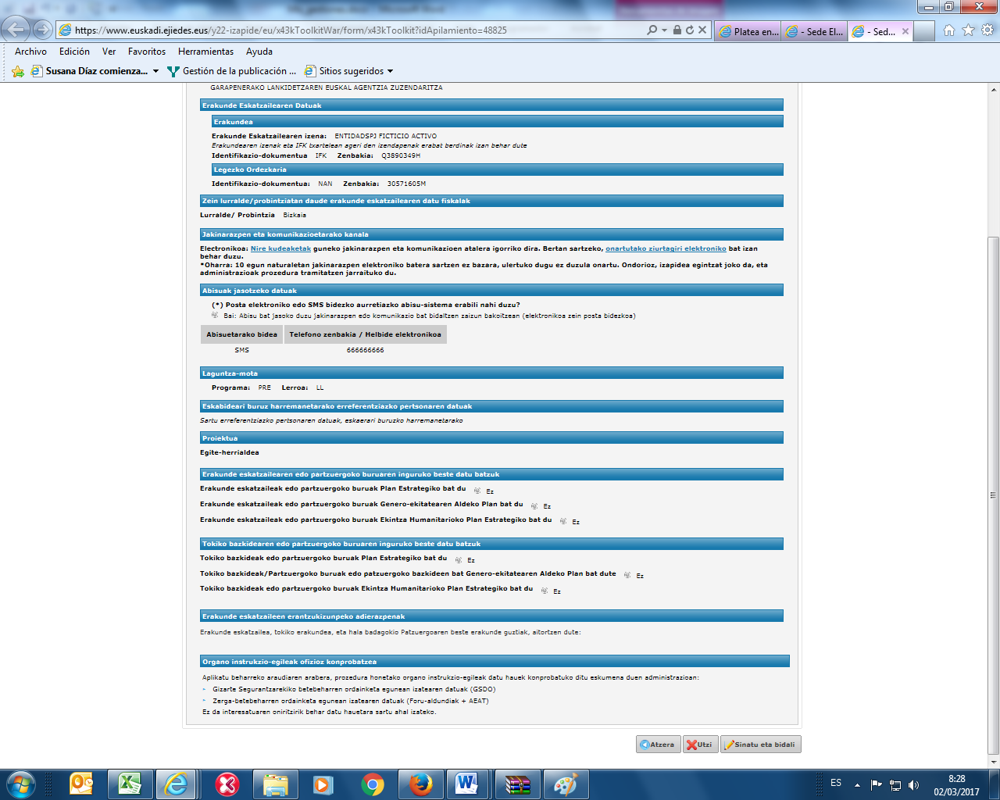 https://www.euskadi.ejiedes.eus/y22-izapide/eu/x43kToolkitWar/form/x43kToolkit?idApilamiento=48825
Platea en... - Sede El... - Sed...
Archivo Edición Ver Favoritos Herramientas Ayuda
Susana Díaz comienza... Gestión de la publicación ... Sitios sugeridos
GARAPENERAKO LANKIDETZAREN EUSKAL AGENTZIA ZUZENDARITZA
Erakunde Eskatzailearen Datuak
Erakundea
Erakunde Eskatzailearen izena: ENTIDADSPJ FICTICIO ACTIVO
Erakundearen izenak eta IFK txartelean ageri den izendapenak erabat berdinak izan behar dute
Identifikazio-dokumentua IFK Zenbakia: Q3890349H
Legezko Ordezkaria
Identifikazio-dokumentua: NAN Zenbakia: 30571605M
Zein lurralde/probintziatan daude erakunde eskatzailearen datu fiskalak
Lurralde/ Probintzia Bizkaia
Jakinarazpen eta komunikazioetarako kanala
Electronikoa: Nire kudeaketak guneko jakinarazpen eta komunikazioen atalera igorriko dira. Bertan sartzeko, onartutako ziurtagiri elektroniko bat izan
behar duzu.
*Oharra: 10 egun naturaletan jakinarazpen elektroniko batera sartzen ez bazara, ulertuko dugu ez duzula onartu. Ondorioz, izapidea egintzat joko da, eta
administrazioak prozedura tramitatzen jarraituko du.
Abisuak jasotzeko datuak
(*) Posta elektroniko edo SMS bidezko aurretiazko abisu-sistema erabili nahi duzu?
Bai: Abisu bat jasoko duzu jakinarazpen edo komunikazio bat bidaltzen zaizun bakoitzean (elektronikoa zein posta bidezkoa)
Abisuetarako bidea Telefono zenbakia / Helbide elektronikoa
SMS 666666666
Laguntza-mota
Programa: PRE Lerroa: LL
Eskabideari buruz harremanetarako erreferentziazko pertsonaren datuak
Sartu erreferentziazko pertsonaren datuak, eskaerari buruzko harremanetarako
Proiektua
Egite-herrialdea
Erakunde eskatzailearen edo partzuergoko buruaren inguruko beste datu batzuk
Erakunde eskatzaileak edo partzuergoko buruak Plan Estrategiko bat du Ez
Erakunde eskatzaileak edo partzuergoko buruak Genero-ekitatearen Aldeko Plan bat du Ez
Erakunde eskatzaileak edo partzuergoko buruak Ekintza Humanitarioko Plan Estrategiko bat du Ez
Tokiko bazkidearen edo partzuergoko buruaren inguruko beste datu batzuk
Tokiko bazkideak edo partzuergoko buruak Plan Estrategiko bat du Ez
Tokiko bazkideak/Partzuergoko buruak edo patzuergoko bazkideen bat Genero-ekitatearen Aldeko Plan bat dute Ez
Tokiko bazkideak edo partzuergoko buruak Ekintza Humanitarioko Plan Estrategiko bat du Ez
Erakunde eskatzaileen erantzukizunpeko adierazpenak
Erakunde eskatzailea, tokiko erakundea, eta hala badagokio Patzuergoaren beste erakunde guztiak, aitortzen dute:
Organo instrukzio-egileak ofizioz konprobatzea
Aplikatu beharreko araudiaren arabera, prozedura honetako organo instrukzio-egileak datu hauek konprobatuko ditu eskumena duen administrazioan:
Gizarte Segurantzarekiko betebeharren ordainketa egunean izatearen datuak (GSDO)
Zerga-betebeharren ordainketa egunean izatearen datuak (Foru-aldundiak + AEAT)
Ez da interesatuaren oniritzirik behar datu hauetara sartu ahal izateko.
Atzera Utzi Sinatu eta bidali
ES 8:28
02/03/2017